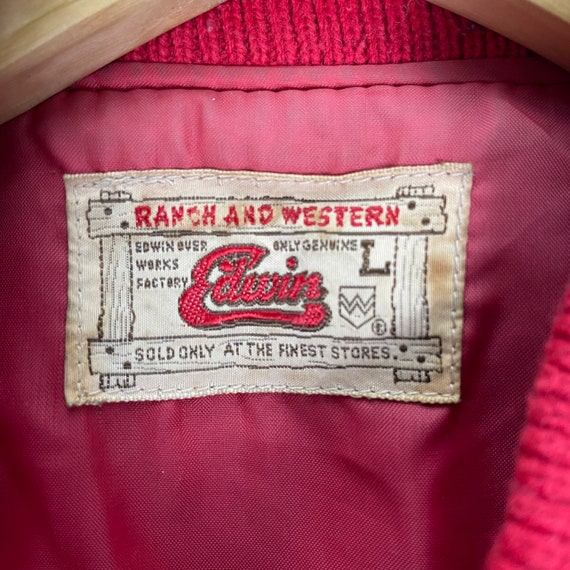 RANCH AND WESTERN
EDWIN OVER ONLY GENUINE
WORKS
FACTORY
Edwin
L
W
®
SOLD ONLY AT THE FINEST STORES.